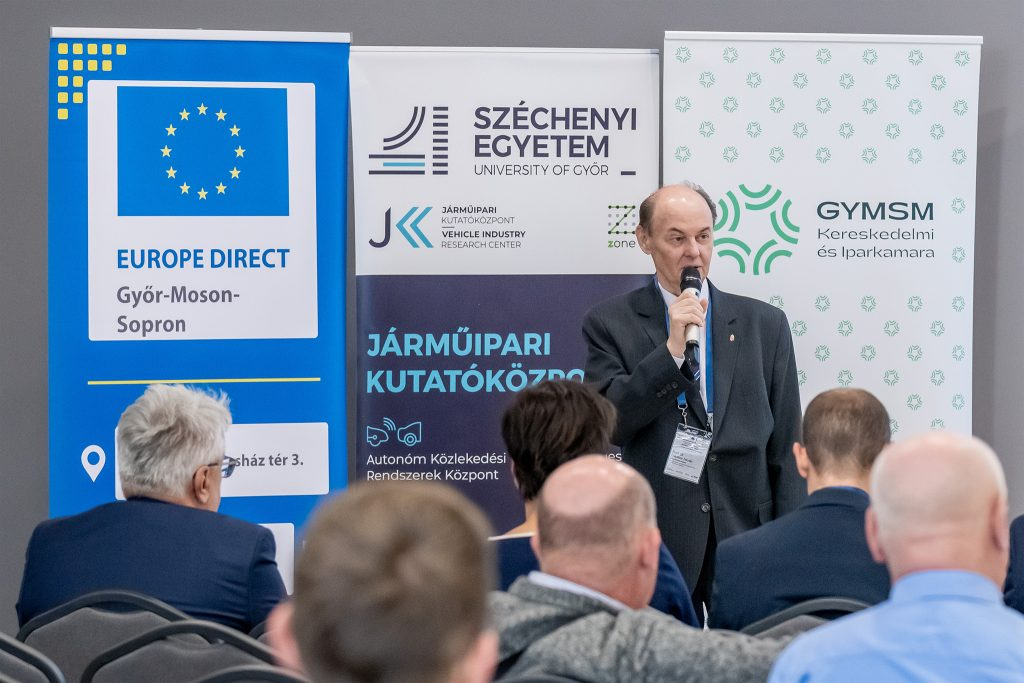 EUROPE DIRECT
Győr-Moson-
Sopron
sház tér 3.
SZÉCHENYI
EGYETEM
UNIVERSITY OF GYŐR
JÁRMŰIPARI
KUTATÓKÖZPONT
VEHICLE INDUSTRY
RESEARCH CENTER
zone
JÁRMŰIPARI
KUTATÓKÖZPO
Autonóm Közlekedési
Rendszerek Központ
GYMSM
Kereskedelmi
és Iparkamara